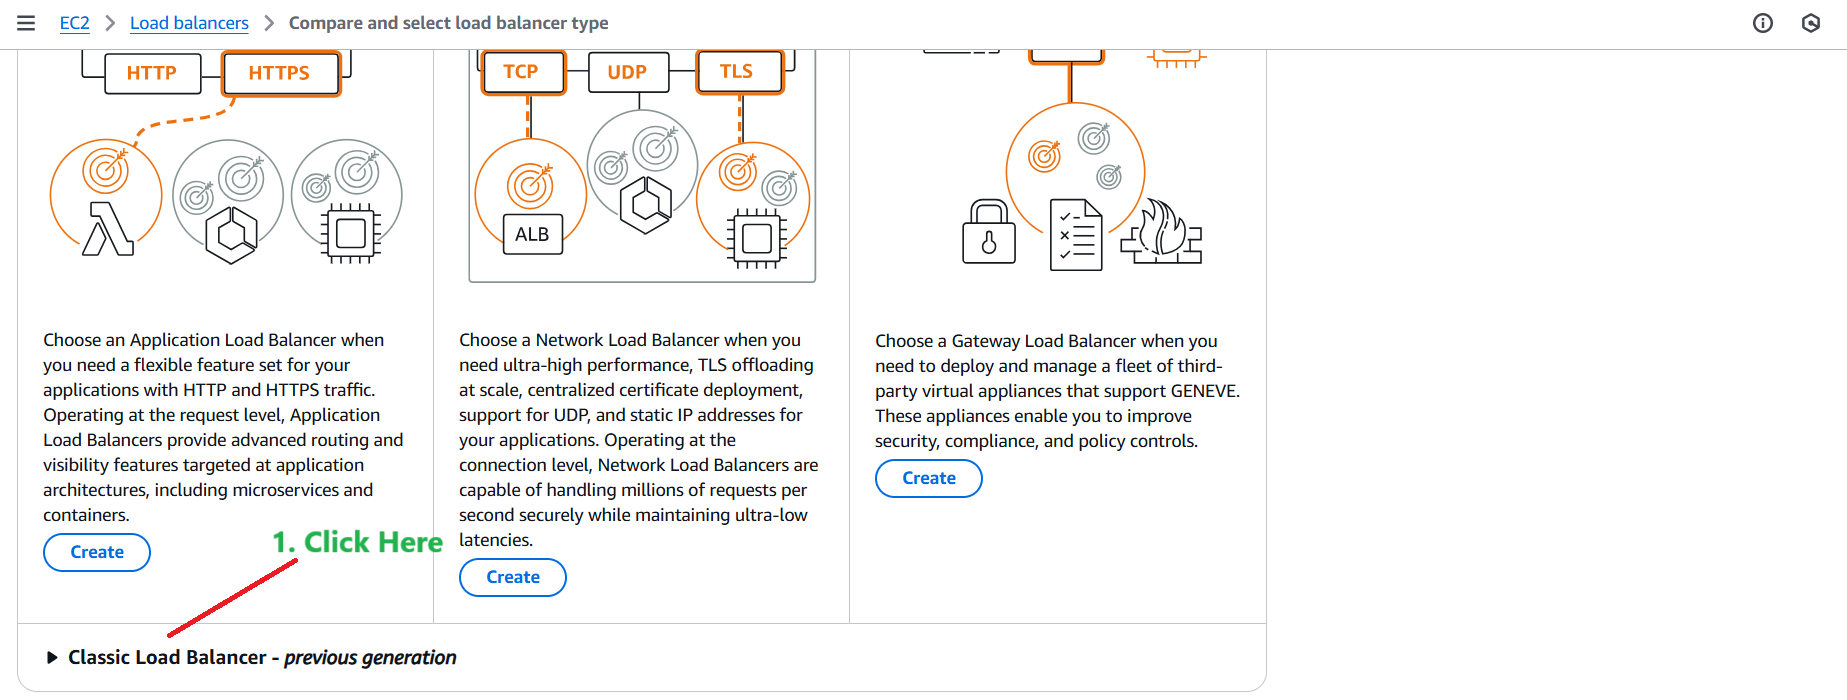 EC2 > Load balancers > Compare and select load balancer type
HTTP
HTTPS
TCP
UDP
TLS
ALB
Choose an Application Load Balancer when
you need a flexible feature set for your
applications with HTTP and HTTPS traffic.
Operating at the request level, Application
Load Balancers provide advanced routing and
visibility features targeted at application
architectures, including microservices and
containers.
Create
1. Click Here
Choose a Network Load Balancer when you
need ultra-high performance, TLS offloading
at scale, centralized certificate deployment,
support for UDP, and static IP addresses for
your applications. Operating at the
connection level, Network Load Balancers are
capable of handling millions of requests per
second securely while maintaining ultra-low
latencies.
Create
Choose a Gateway Load Balancer when you
need to deploy and manage a fleet of third-
party virtual appliances that support GENEVE.
These appliances enable you to improve
security, compliance, and policy controls.
Create
Classic Load Balancer - previous generation